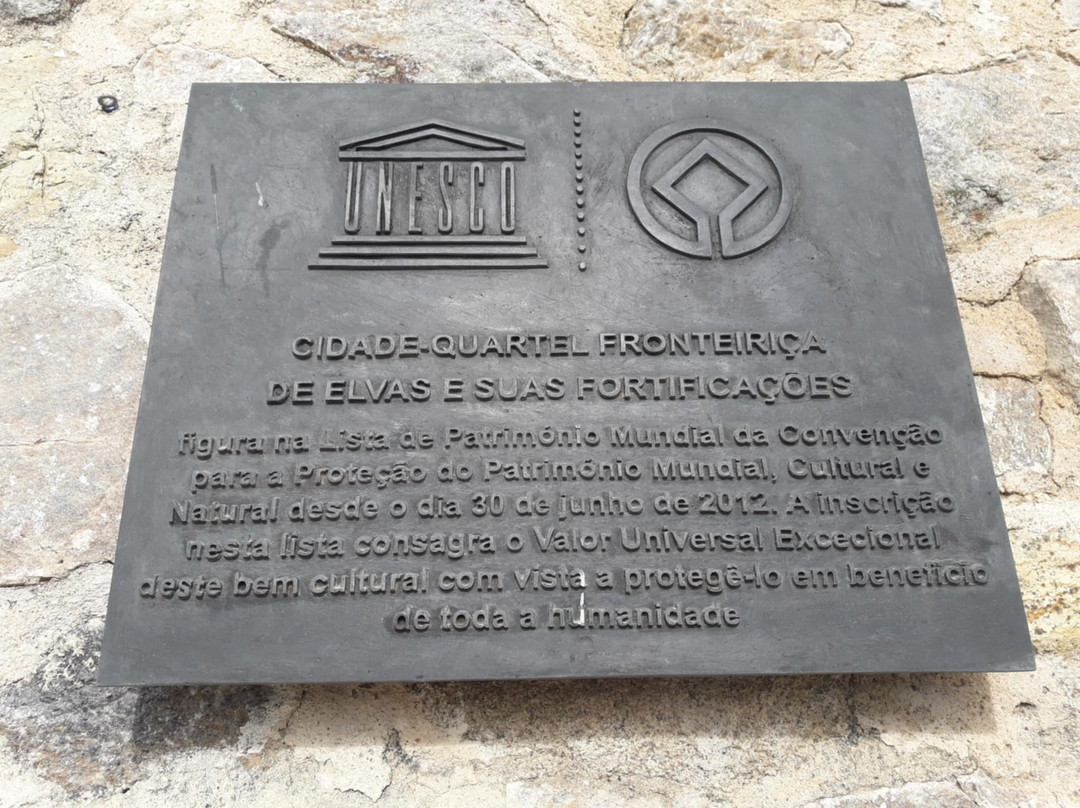 UNESCO
CIDADE-QUARTEL FRONTEIRIÇA
DE ELVAS E SUAS FORTIFICAÇÕES
figura na Lista de Património Mundial da Convenção
para a Proteção do Património Mundial, Cultural e
Natural desde o dia 30 de junho de 2012. A inscrição
nesta lista consagra o Valor Universal Excecional
deste bem cultural com vista a protegê-lo em benefício
de toda a humanidade